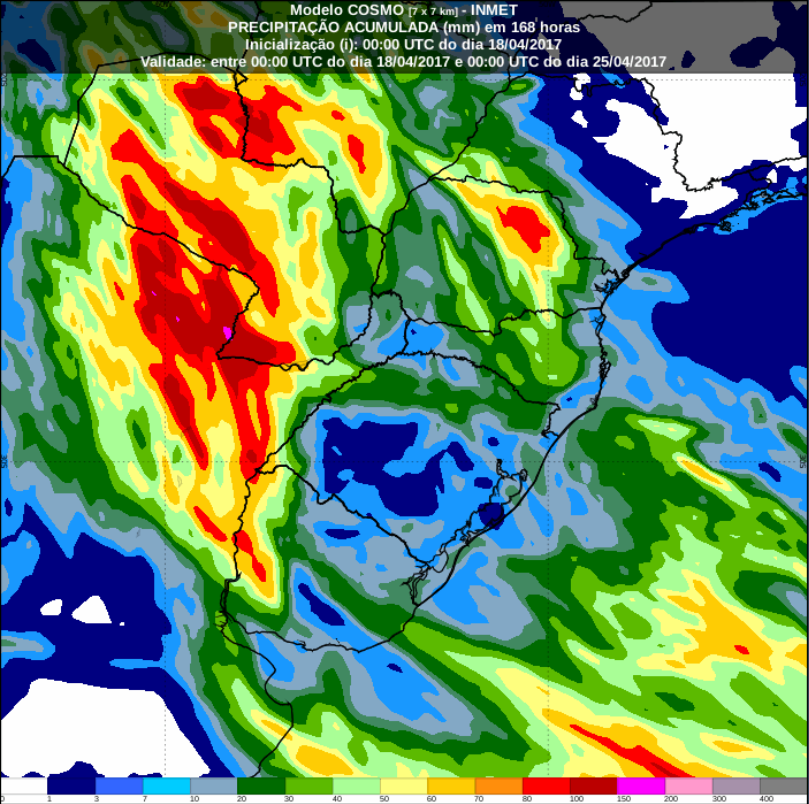 Modelo COSMO [7 x 7 km] - INMET
PRECIPITAÇÃO ACUMULADA (mm) em 168 horas
Inicialização (i): 00:00 UTC do dia 18/04/2017
Validade: entre 00:00 UTC do dia 18/04/2017 e 00:00 UTC do dia 25/04/2017
0 1 3 7 10 20 30 40 50 60 70 80 100 150 200 300 400